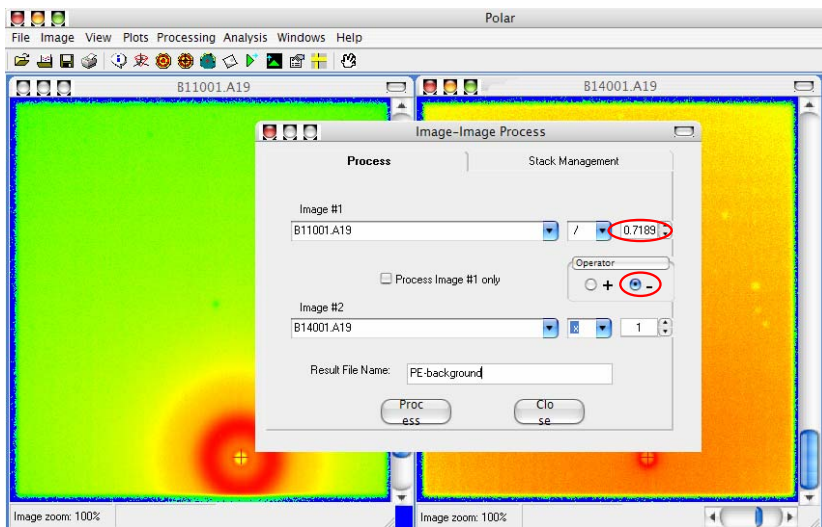 Polar
File Image View Plots Processing Analysis Windows Help
B11001.A19
B14001.A19
Image-Image Process
Process Stack Management
Image #1
B11001.A19 / 0.7189
Operator
Process Image #1 only + -
Image #2
B14001.A19 x 1
Result File Name: PE-background
Proc
ess
Clo
se
Image zoom: 100% Image zoom: 100%